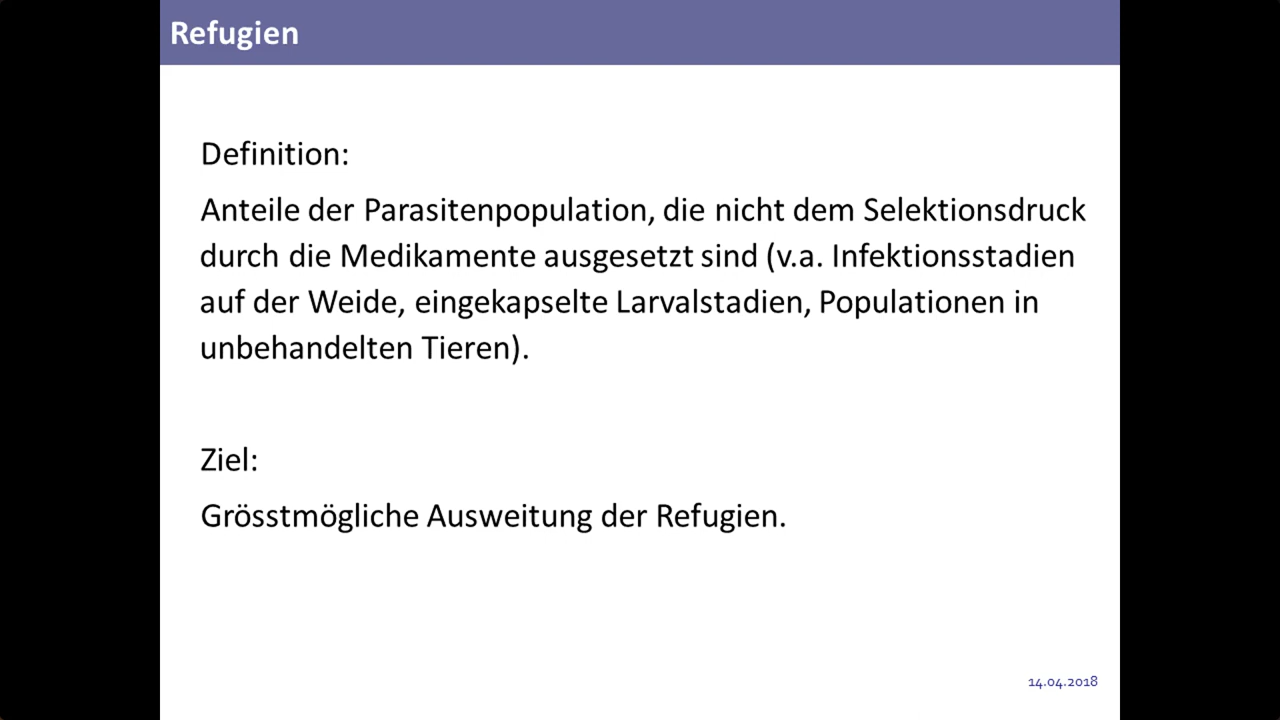 Refugien
Definition:
Anteile der Parasitenpopulation, die nicht dem Selektionsdruck
durch die Medikamente ausgesetzt sind (v.a. Infektionsstadien
auf der Weide, eingekapselte Larvalstadien, Populationen in
unbehandelten Tieren).
Ziel:
Grösstmögliche Ausweitung der Refugien.
14.04.2018